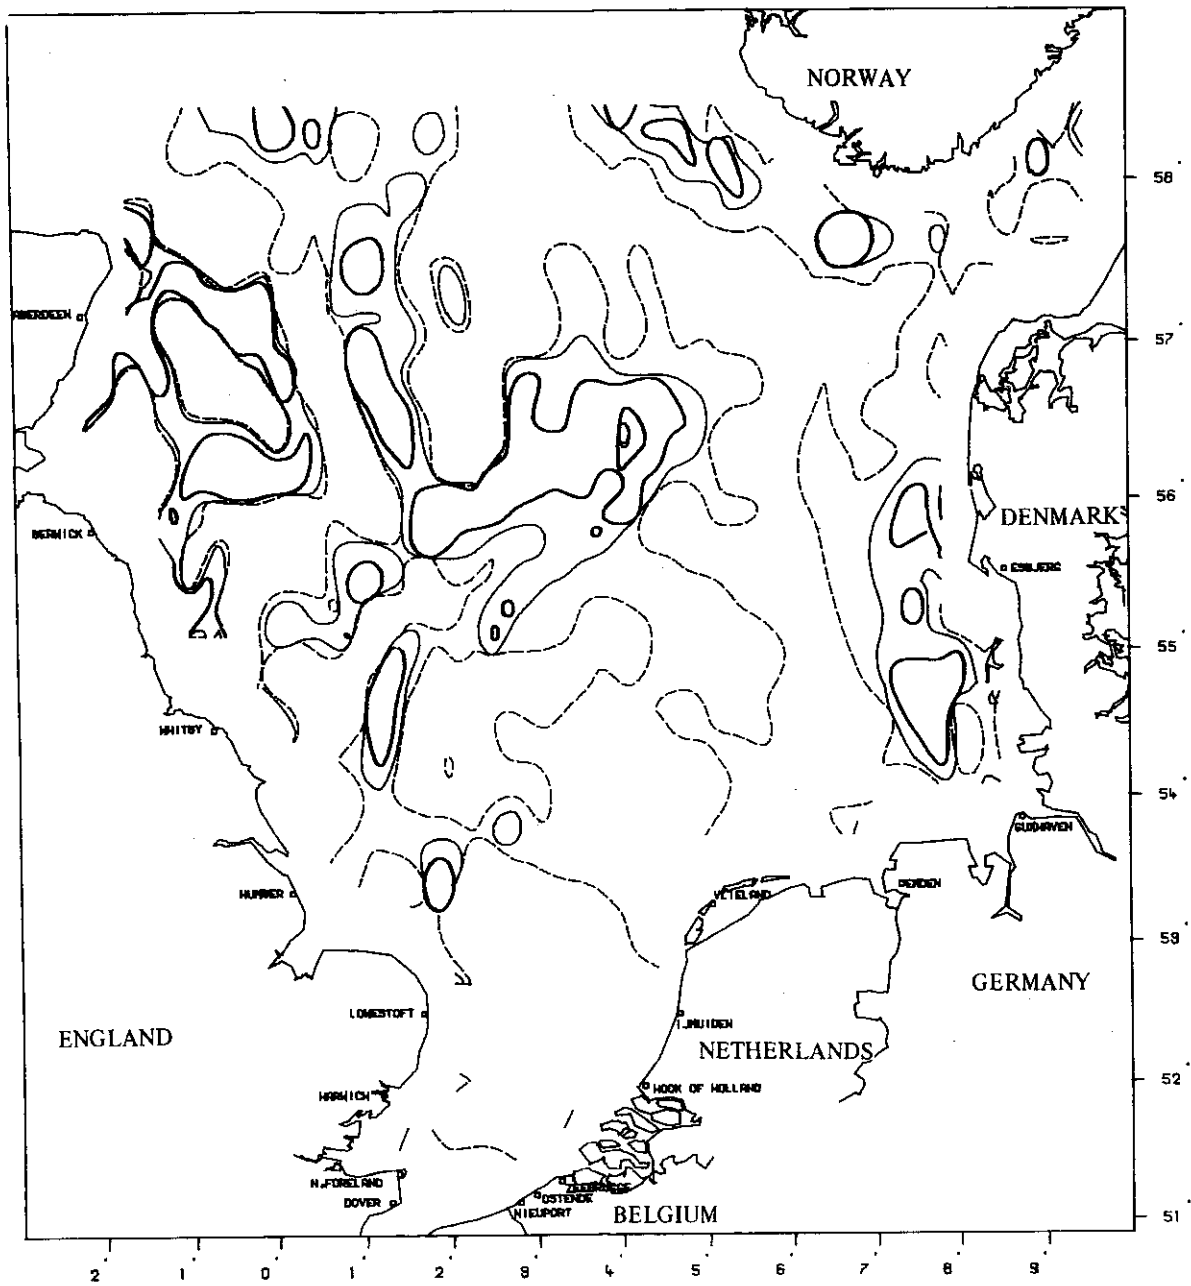 NORWAY
58
ABERDEEN
57
56
DENMARK
BERWICK
ESBJERG
55
WHITBY
54
CUXHAVEN
HUMBER
VLIELAND
EMDEN
53
GERMANY
LOWESTOFT
IJMUIDEN
ENGLAND
NETHERLANDS
HARWICH
HOOK OF HOLLAND
52
N.FORELAND
ZEEBRUGGE
DOVER
OSTENDE
NIEUPORT
BELGIUM
51
2 1 0 1 2 3 4 5 6 7 8 9